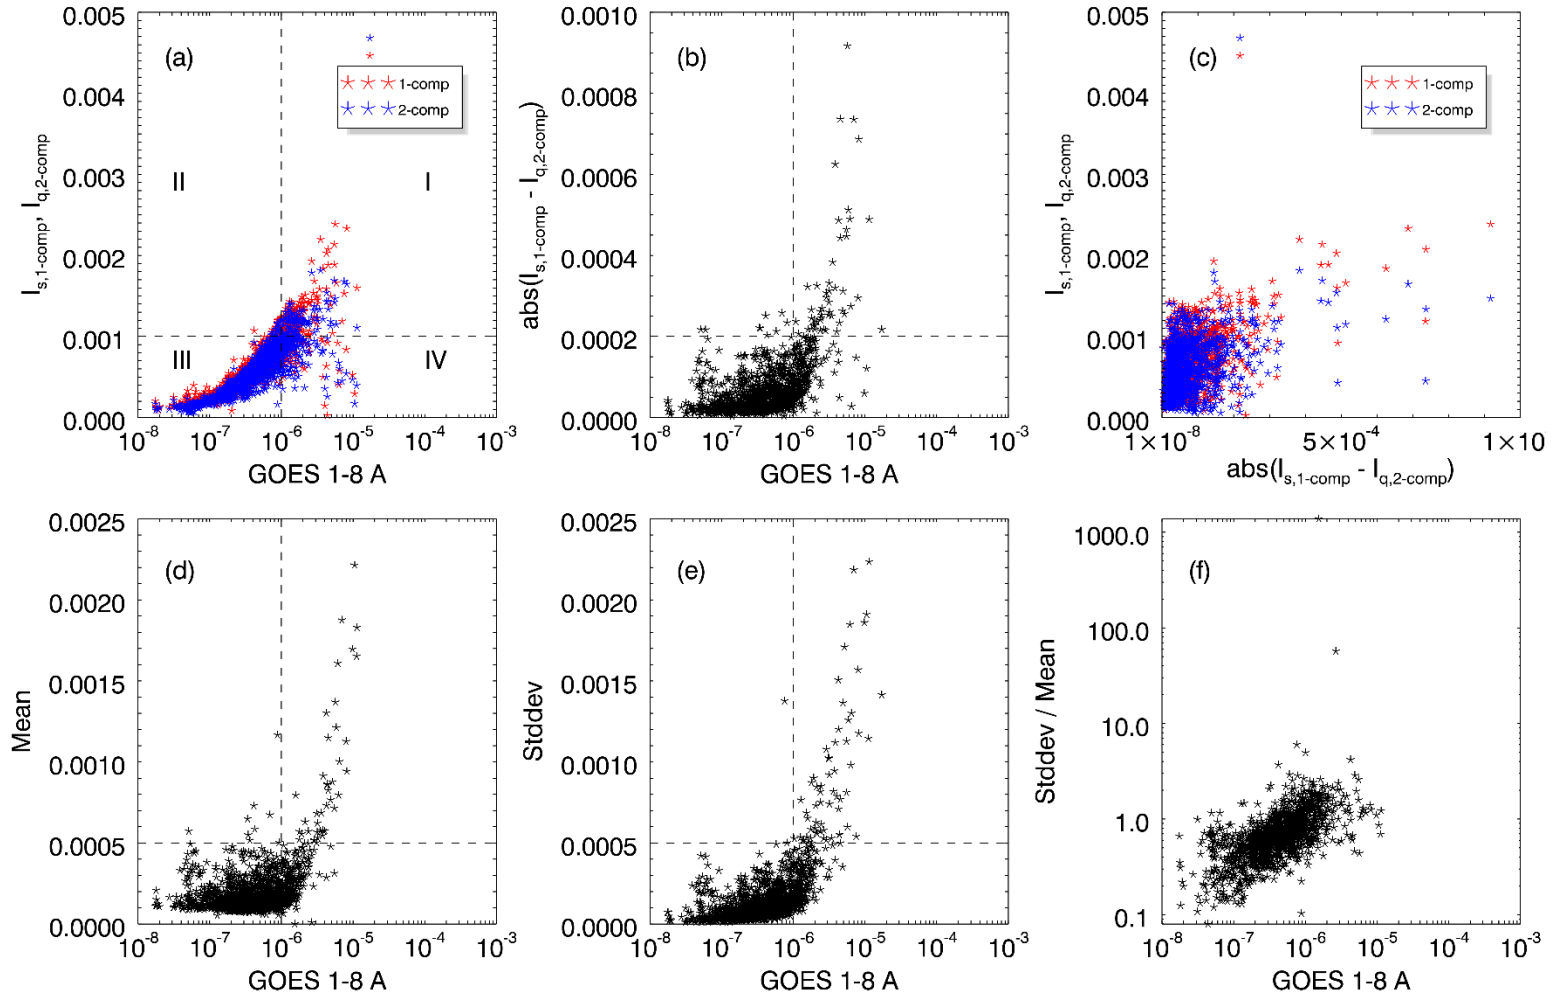 (a)
1-comp
2-comp
II
I
III
IV
0.005
0.004
0.003
0.002
0.001
0.000
I_s,1-comp, I_q,2-comp
10^-8
10^-7
10^-6
10^-5
10^-4
10^-3
GOES 1-8 A
(b)
0.0010
0.0008
0.0006
0.0004
0.0002
0.0000
abs(I_s,1-comp - I_q,2-comp)
10^-8
10^-7
10^-6
10^-5
10^-4
10^-3
GOES 1-8 A
(c)
1-comp
2-comp
0.005
0.004
0.003
0.002
0.001
0.000
I_s,1-comp, I_q,2-comp
1×10^-8
5×10^-4
1×10
abs(I_s,1-comp - I_q,2-comp)
(d)
0.0025
0.0020
0.0015
0.0010
0.0005
0.0000
Mean
10^-8
10^-7
10^-6
10^-5
10^-4
10^-3
GOES 1-8 A
(e)
0.0025
0.0020
0.0015
0.0010
0.0005
0.0000
Stddev
10^-8
10^-7
10^-6
10^-5
10^-4
10^-3
GOES 1-8 A
(f)
1000.0
100.0
10.0
1.0
0.1
Stddev / Mean
10^-8
10^-7
10^-6
10^-5
10^-4
10^-3
GOES 1-8 A